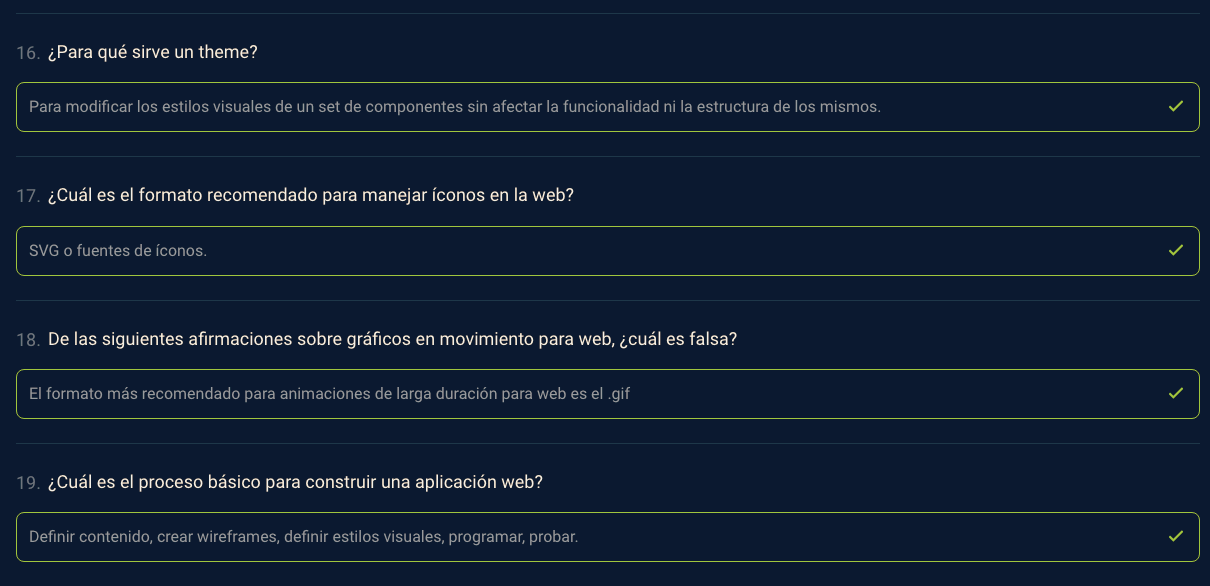 16. ¿Para qué sirve un theme?
Para modificar los estilos visuales de un set de componentes sin afectar la funcionalidad ni la estructura de los mismos.
17. ¿Cuál es el formato recomendado para manejar íconos en la web?
SVG o fuentes de íconos.
18. De las siguientes afirmaciones sobre gráficos en movimiento para web, ¿cuál es falsa?
El formato más recomendado para animaciones de larga duración para web es el .gif
19. ¿Cuál es el proceso básico para construir una aplicación web?
Definir contenido, crear wireframes, definir estilos visuales, programar, probar.